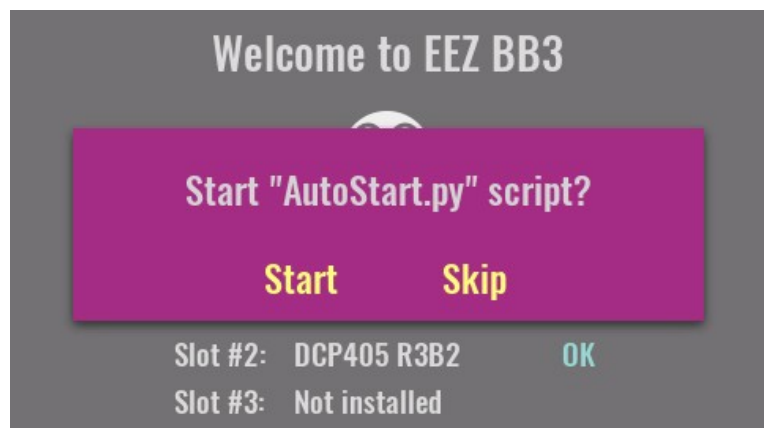 Welcome to EEZ BB3
Start "AutoStart.py" script?
Start Skip
Slot #2: DCP405 R3B2 OK
Slot #3: Not installed